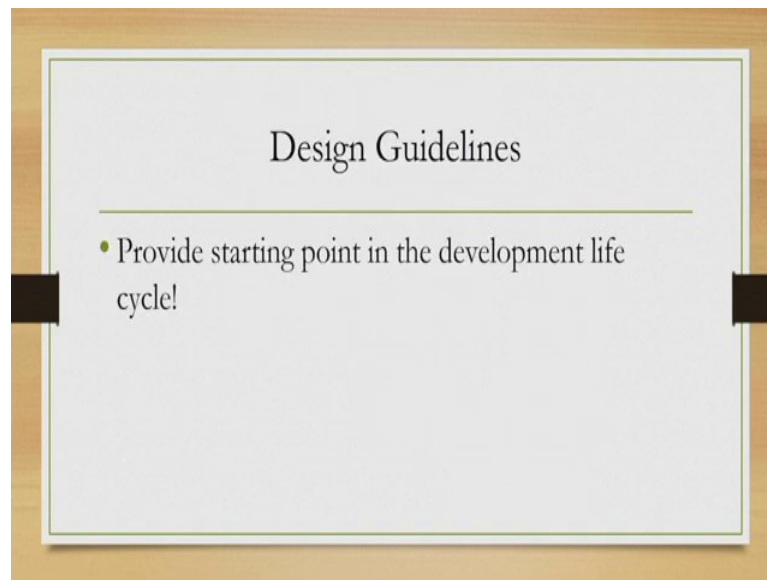 Design Guidelines
• Provide starting point in the development life
cycle!